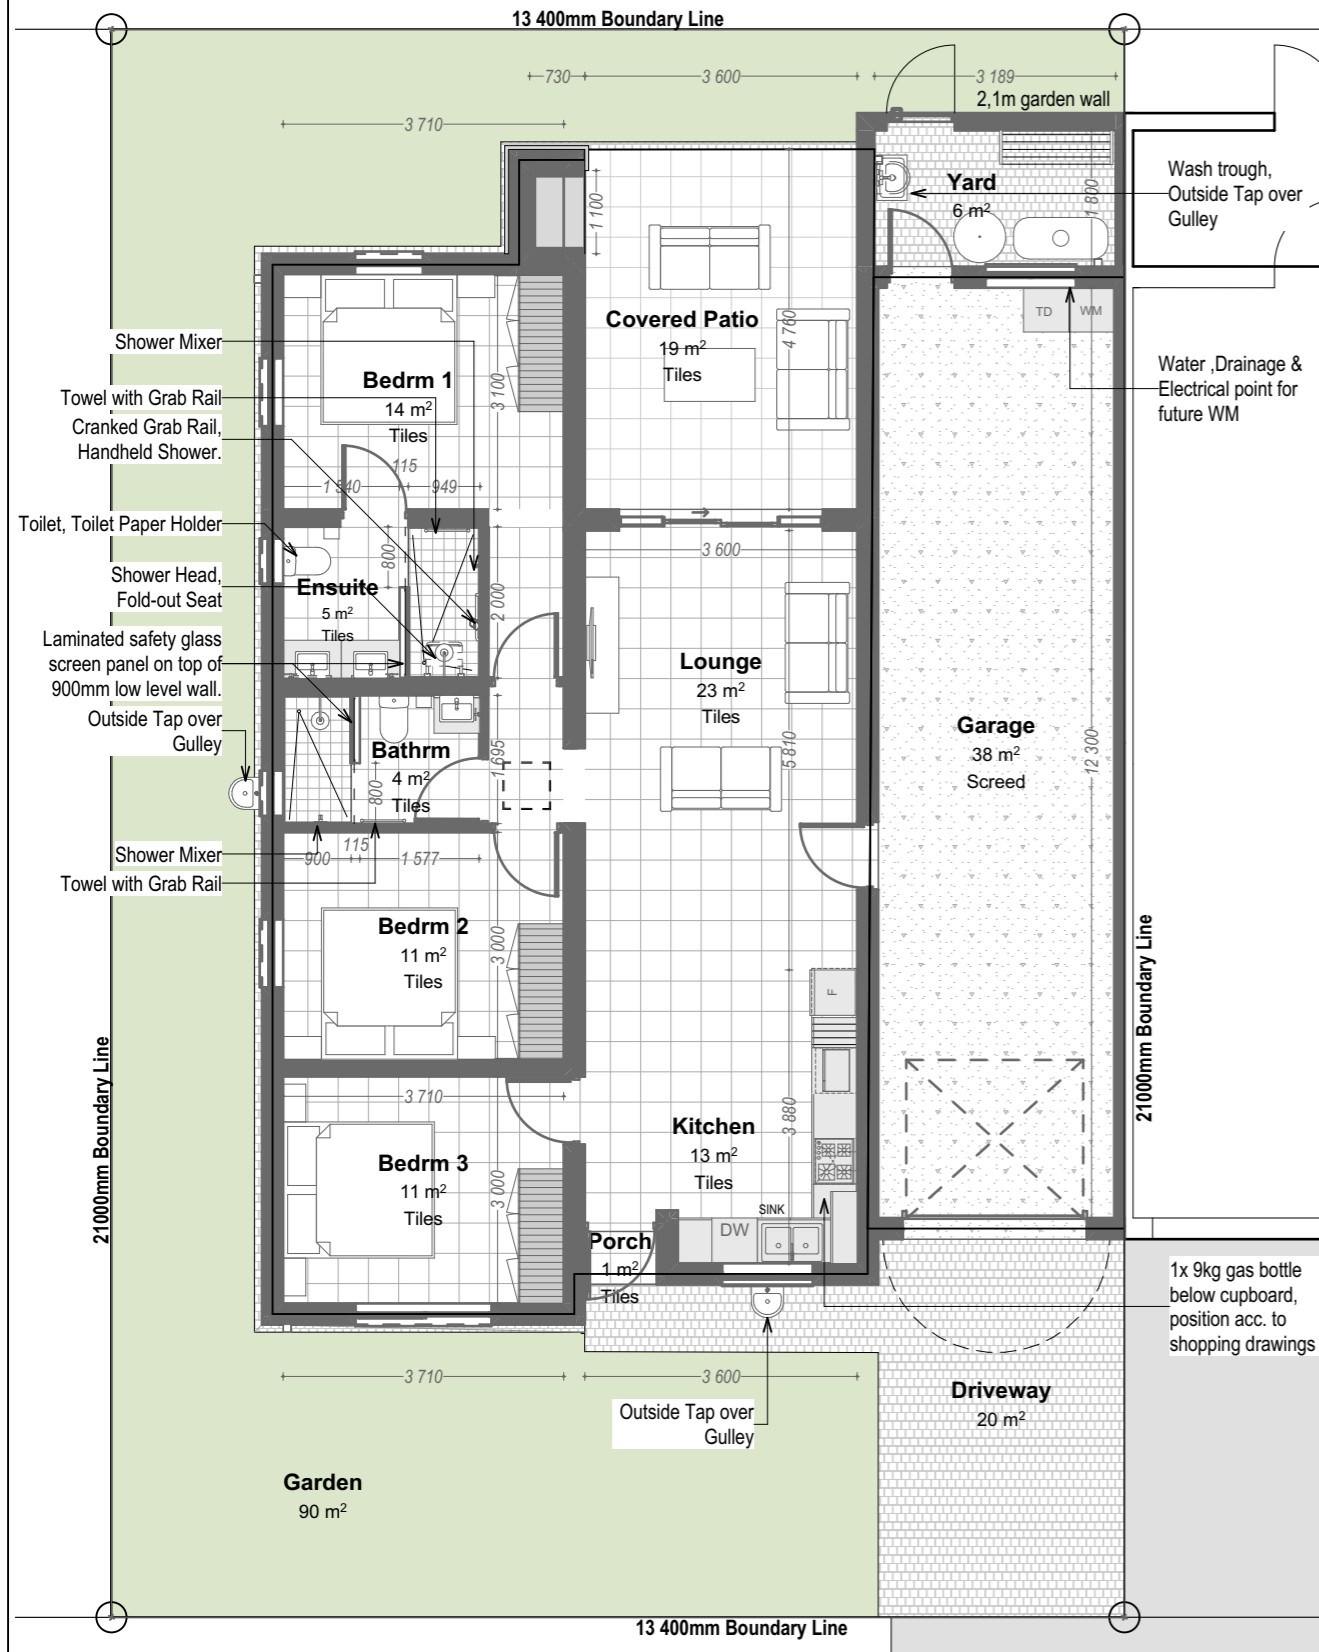 13 400mm Boundary Line
730
3 600
3 189
2,1m garden wall
3 710
Wash trough,
Outside Tap over
Gulley
Yard
6 m²
1 800
1 100
Covered Patio
19 m²
Tiles
4 760
TD
WM
Water ,Drainage &
Electrical point for
future WM
Shower Mixer
Towel with Grab Rail
Cranked Grab Rail,
Handheld Shower.
Bedrm 1
14 m²
Tiles
3 100
115
1 540
949
Toilet, Toilet Paper Holder
Shower Head,
Fold-out Seat
Laminated safety glass
screen panel on top of
900mm low level wall.
Outside Tap over
Gulley
Ensuite
5 m²
Tiles
800
2 000
3 600
Lounge
23 m²
Tiles
5 810
Garage
38 m²
Screed
12 300
Bathrm
4 m²
Tiles
800
1 695
Shower Mixer
Towel with Grab Rail
900
115
1 577
Bedrm 2
11 m²
Tiles
3 000
F
21000mm Boundary Line
21000mm Boundary Line
3 710
Bedrm 3
11 m²
Tiles
3 000
Kitchen
13 m²
Tiles
3 880
SINK
DW
Porch
1 m²
Tiles
1x 9kg gas bottle
below cupboard,
position acc. to
shopping drawings
3 710
3 600
Outside Tap over
Gulley
Driveway
20 m²
Garden
90 m²
13 400mm Boundary Line